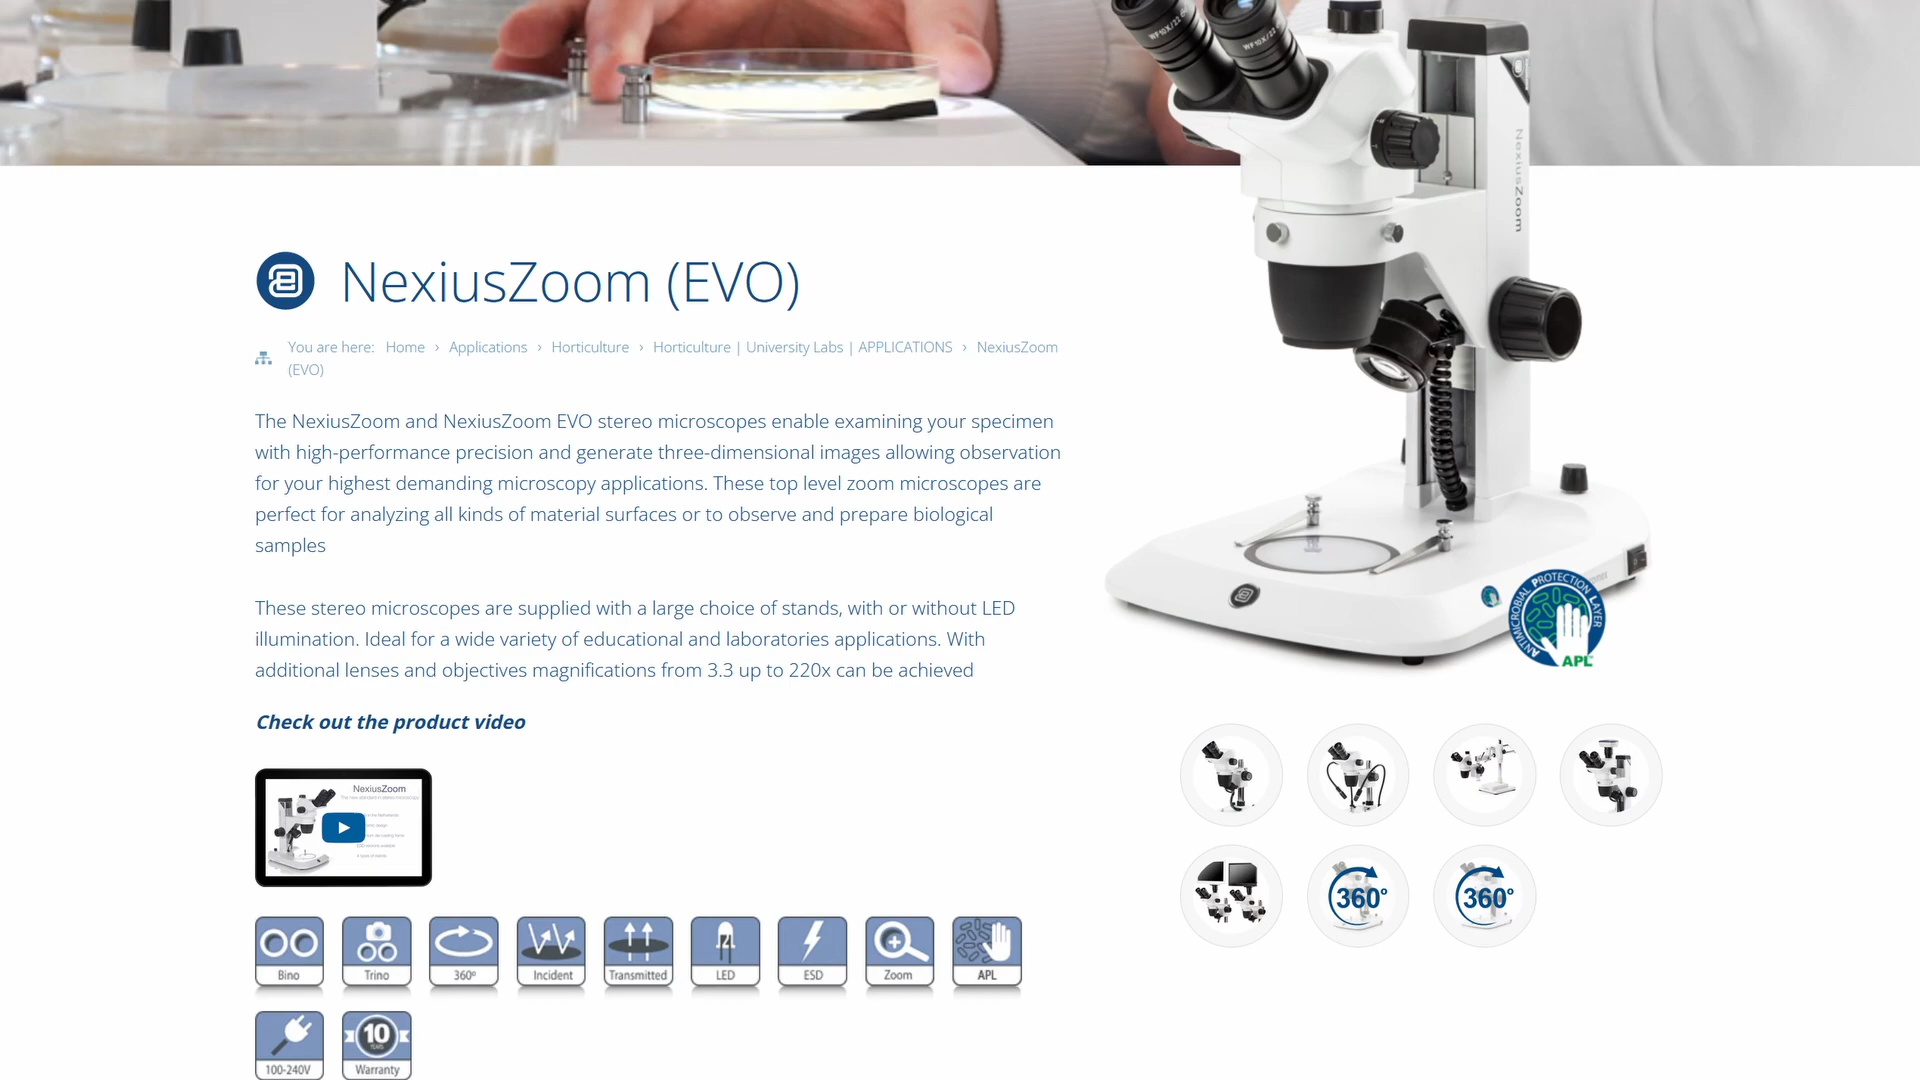 WF10X/22
WF10X/22
NexiusZoom
NexiusZoom (EVO)
You are here: Home › Applications › Horticulture › Horticulture | University Labs | APPLICATIONS › NexiusZoom
(EVO)
The NexiusZoom and NexiusZoom EVO stereo microscopes enable examining your specimen
with high-performance precision and generate three-dimensional images allowing observation
for your highest demanding microscopy applications. These top level zoom microscopes are
perfect for analyzing all kinds of material surfaces or to observe and prepare biological
samples
These stereo microscopes are supplied with a large choice of stands, with or without LED
illumination. Ideal for a wide variety of educational and laboratories applications. With
additional lenses and objectives magnifications from 3.3 up to 220x can be achieved
ANTIMICROBIAL PROTECTION LAYER
APL
Check out the product video
NexiusZoom
360°
360°
Bino
Trino
360º
Incident
Transmitted
LED
ESD
Zoom
APL
100-240V
10
YEARS
Warranty